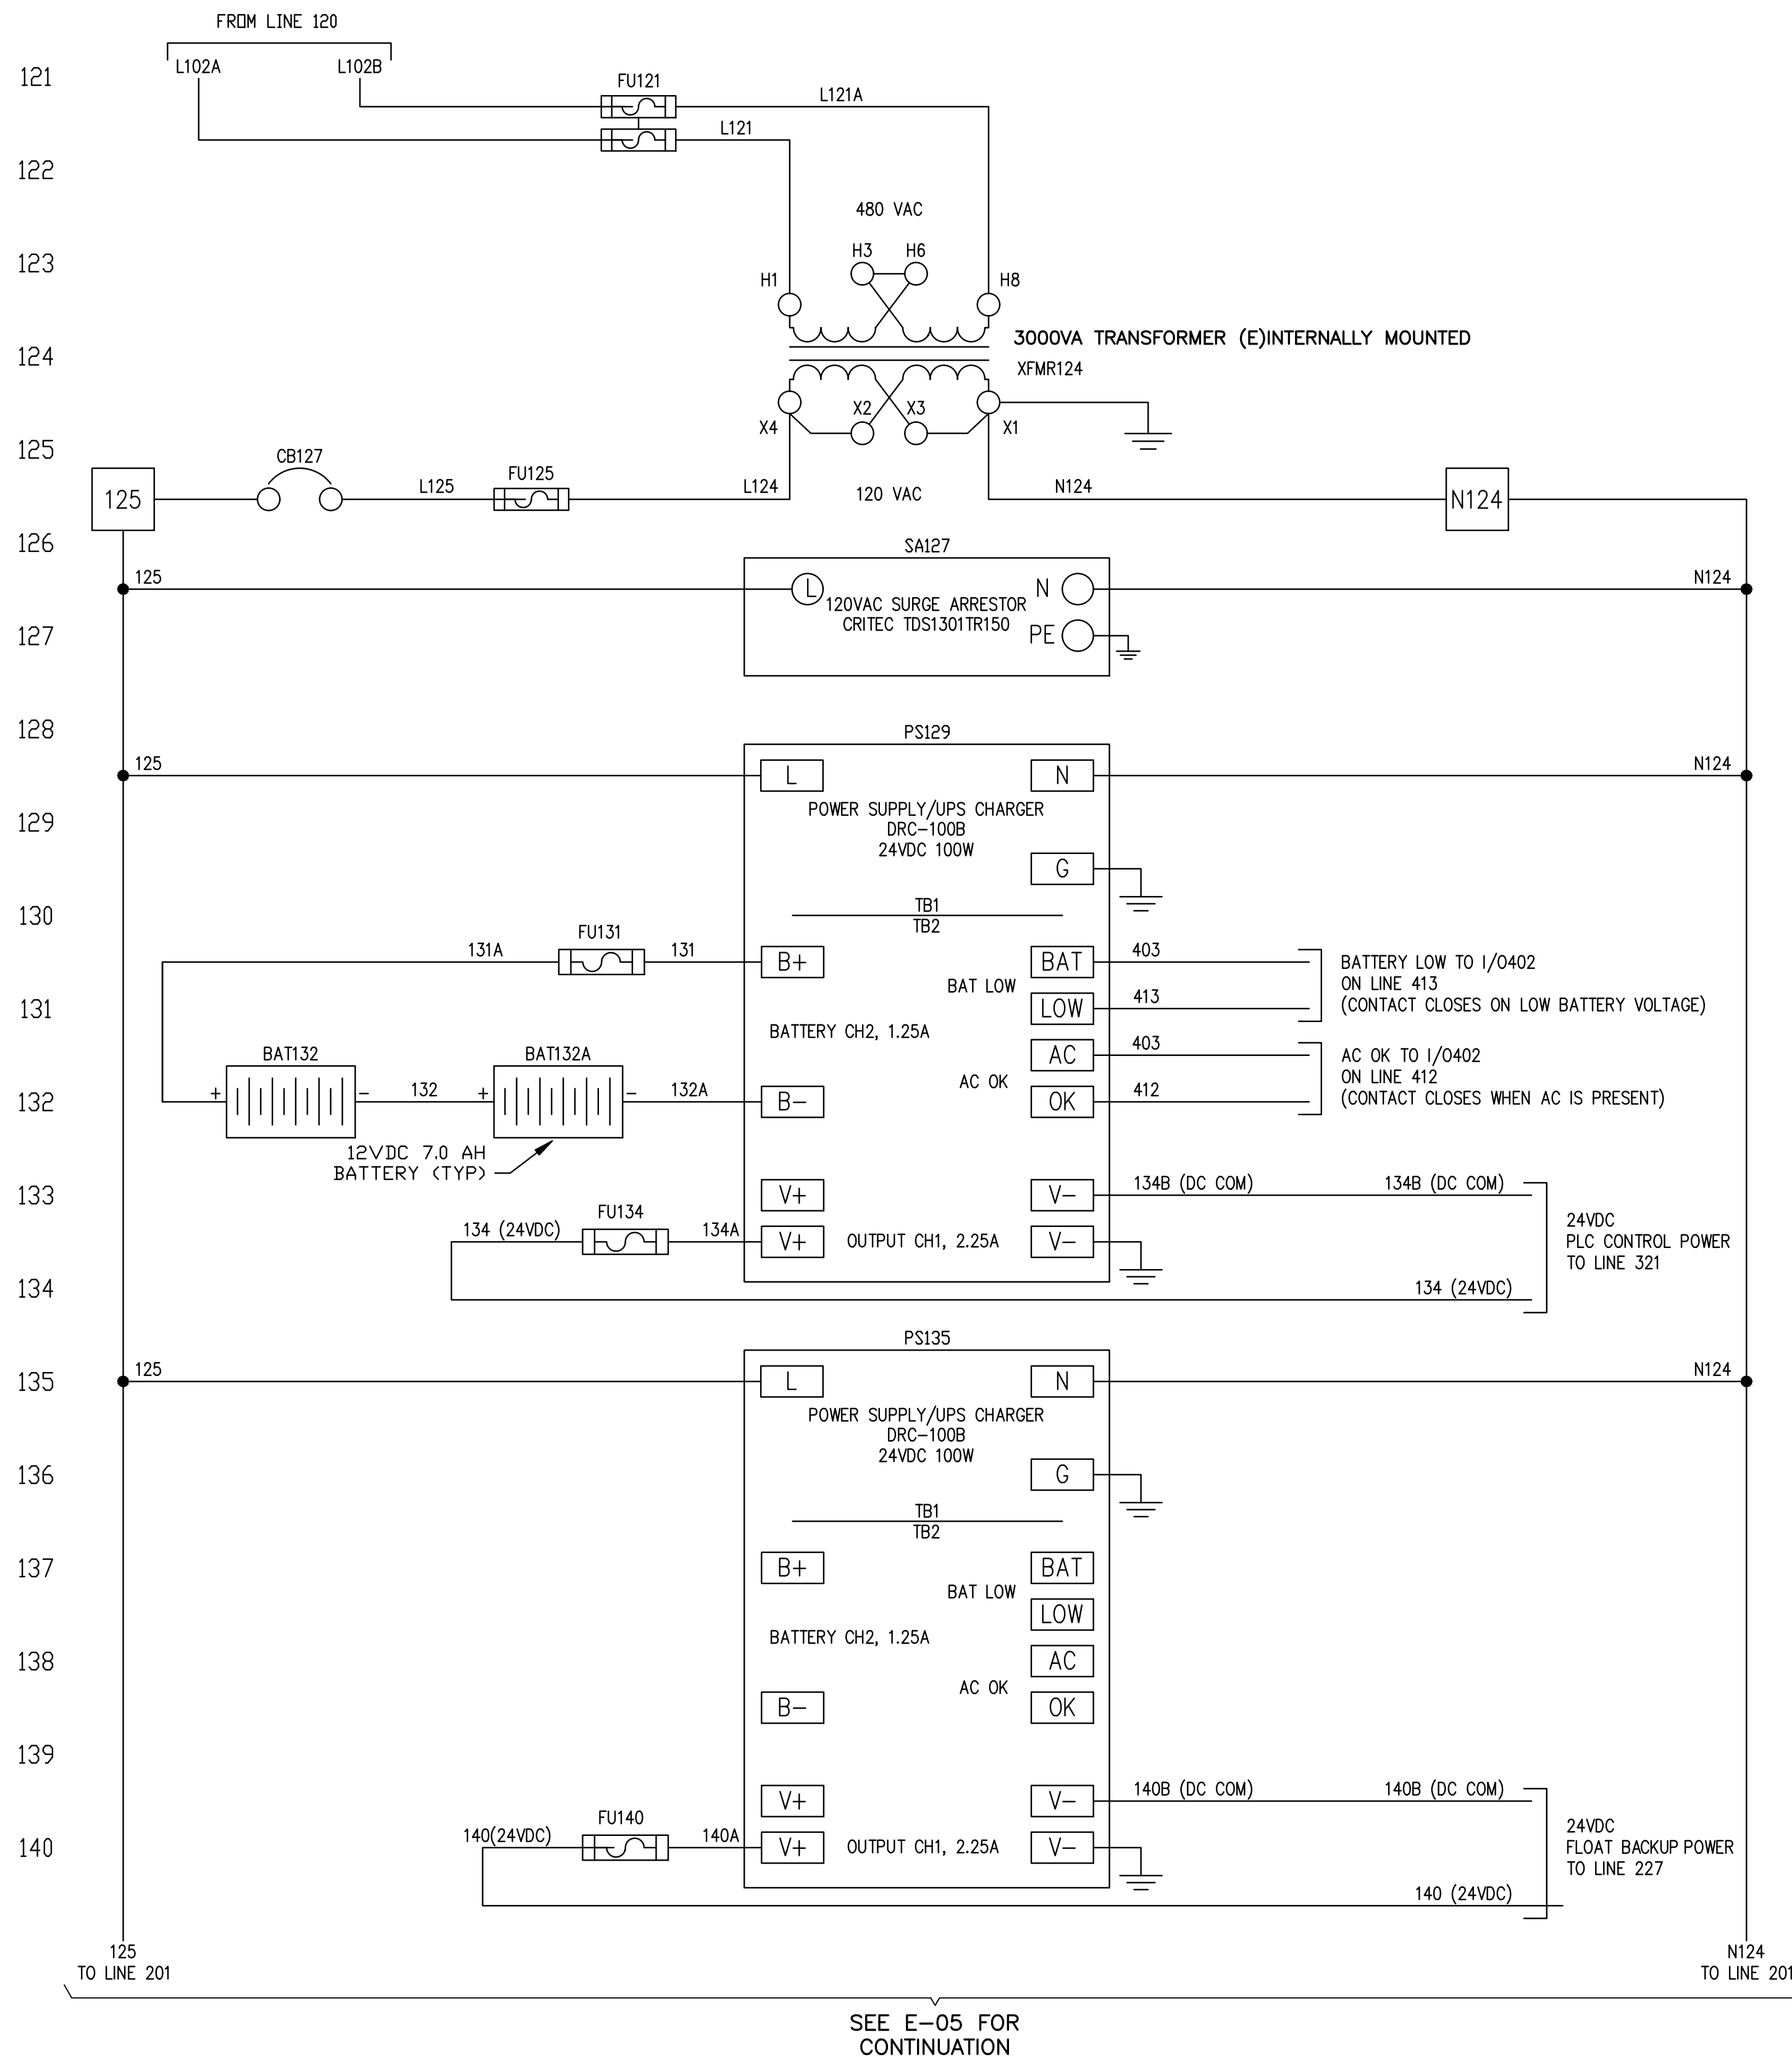 FROM LINE 120
121
L102A
L102B
FU121
L121A
L121
122
480 VAC
123
H3
H6
H1
H8
124
3000VA TRANSFORMER (E)INTERNALLY MOUNTED
XFMR124
X2
X3
X4
X1
125
CB127
125
L125
FU125
L124
120 VAC
N124
N124
126
SA127
125
L
N
N124
120VAC SURGE ARRESTOR
CRITEC TDS1301TR150
127
PE
128
PS129
125
L
N
N124
129
POWER SUPPLY/UPS CHARGER
DRC-100B
24VDC 100W
G
130
TB1
TB2
131A
FU131
131
B+
BAT
403
BATTERY LOW TO I/O402
ON LINE 413
(CONTACT CLOSES ON LOW BATTERY VOLTAGE)
BAT LOW
131
LOW
413
BATTERY CH2, 1.25A
BAT132
BAT132A
AC
403
AC OK TO I/O402
ON LINE 412
(CONTACT CLOSES WHEN AC IS PRESENT)
AC OK
132
+
-
132
+
-
132A
B-
OK
412
12VDC 7.0 AH
BATTERY (TYP)
133
V+
V-
134B (DC COM)
134B (DC COM)
134 (24VDC)
FU134
134A
V+
OUTPUT CH1, 2.25A
V-
24VDC
PLC CONTROL POWER
TO LINE 321
134
134 (24VDC)
PS135
135
125
L
N
N124
POWER SUPPLY/UPS CHARGER
DRC-100B
24VDC 100W
136
G
TB1
TB2
137
B+
BAT
BAT LOW
LOW
BATTERY CH2, 1.25A
138
AC
AC OK
B-
OK
139
V+
V-
140B (DC COM)
140B (DC COM)
140
140(24VDC)
FU140
140A
V+
OUTPUT CH1, 2.25A
V-
24VDC
FLOAT BACKUP POWER
TO LINE 227
140 (24VDC)
125
TO LINE 201
N124
TO LINE 201
SEE E-05 FOR
CONTINUATION